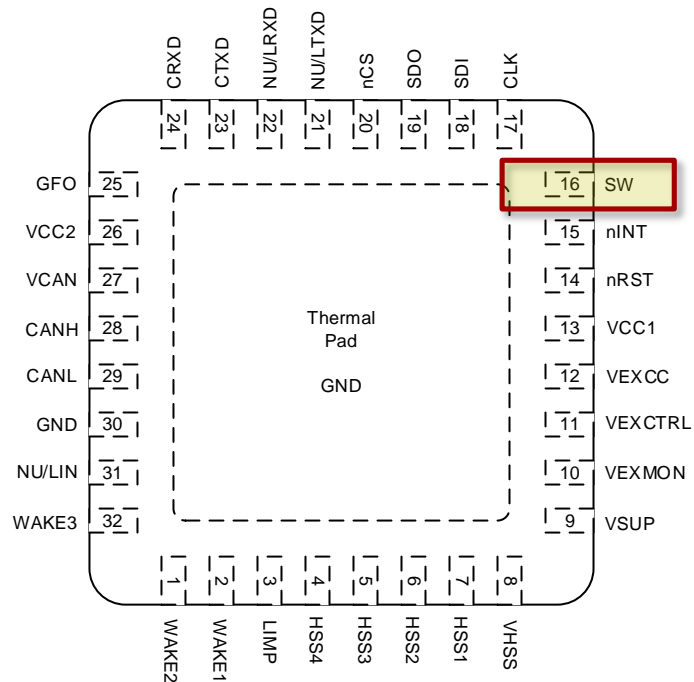 CRXD
CTXD
NU/LRXD
NU/LTXD
nCS
SDO
SDI
CLK
24
23
22
21
20
19
18
17
GFO 25
VCC2 26
VCAN 27
CANH 28
CANL 29
GND 30
NU/LIN 31
WAKE3 32
Thermal
Pad
GND
16 SW
15 nINT
14 nRST
13 VCC1
12 VEXCC
11 VEXCTRL
10 VEXMON
9 VSUP
1
2
3
4
5
6
7
8
WAKE2
WAKE1
LIMP
HSS4
HSS3
HSS2
HSS1
VHSS